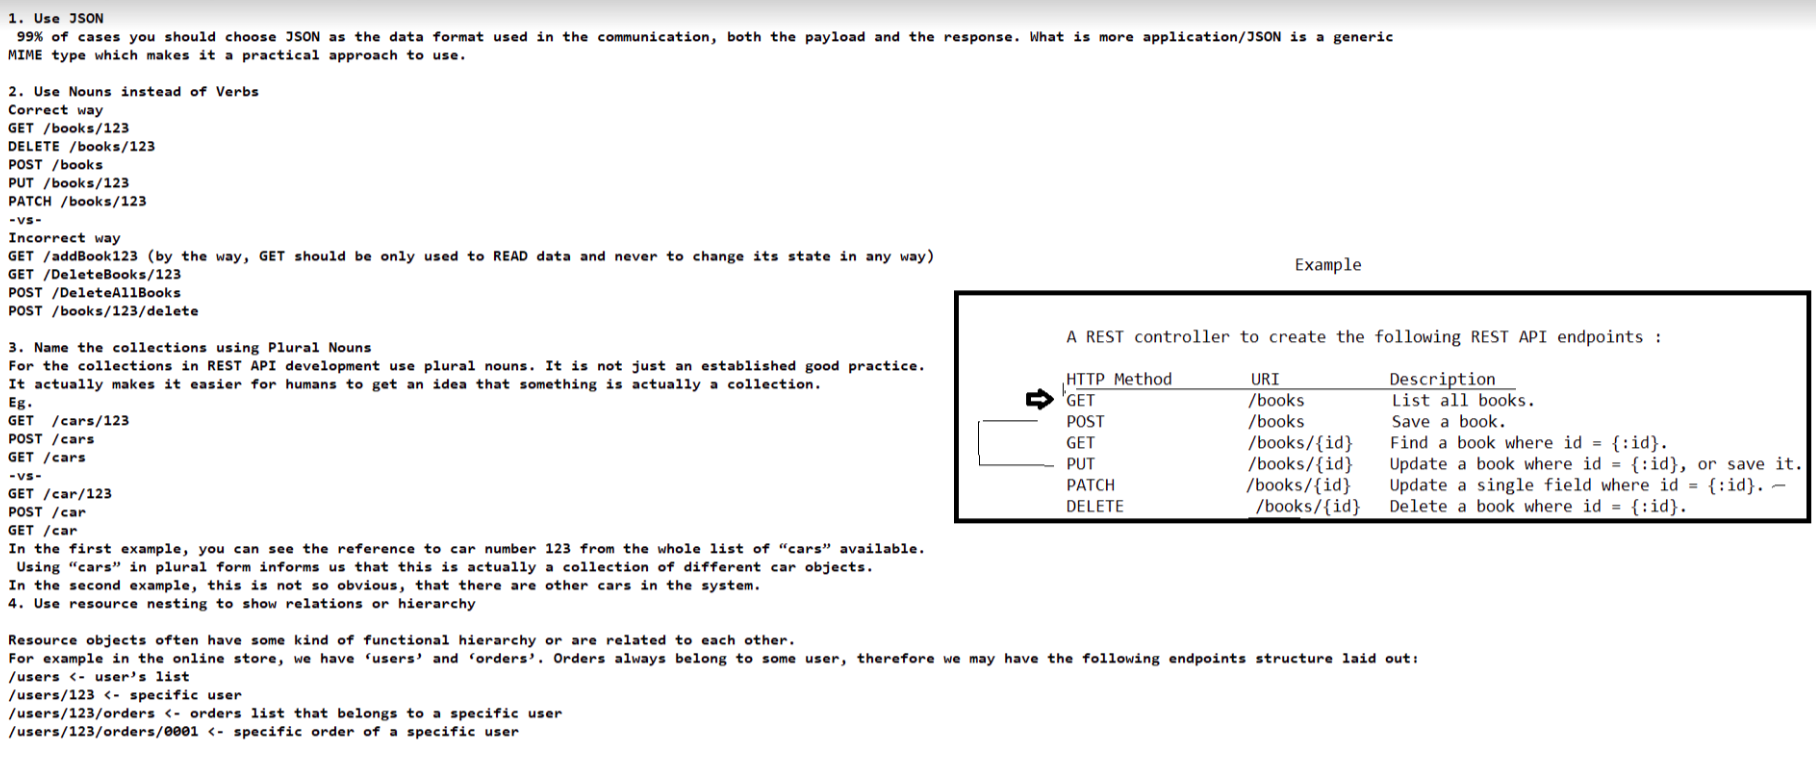 1. Use JSON
99% of cases you should choose JSON as the data format used in the communication, both the payload and the response. What is more application/JSON is a generic
MIME type which makes it a practical approach to use.
2. Use Nouns instead of Verbs
Correct way
GET /books/123
DELETE /books/123
POST /books
PUT /books/123
PATCH /books/123
-vs-
Incorrect way
GET /addBook123 (by the way, GET should be only used to READ data and never to change its state in any way)
GET /DeleteBooks/123
POST /DeleteAllBooks
POST /books/123/delete
3. Name the collections using Plural Nouns
For the collections in REST API development use plural nouns. It is not just an established good practice.
It actually makes it easier for humans to get an idea that something is actually a collection.
Eg.
GET  /cars/123
POST /cars
GET /cars
-vs-
GET /car/123
POST /car
GET /car
In the first example, you can see the reference to car number 123 from the whole list of “cars” available.
Using “cars” in plural form informs us that this is actually a collection of different car objects.
In the second example, this is not so obvious, that there are other cars in the system.
4. Use resource nesting to show relations or hierarchy
Resource objects often have some kind of functional hierarchy or are related to each other.
For example in the online store, we have ‘users’ and ‘orders’. Orders always belong to some user, therefore we may have the following endpoints structure laid out:
/users <- user’s list
/users/123 <- specific user
/users/123/orders <- orders list that belongs to a specific user
/users/123/orders/0001 <- specific order of a specific user
Example
A REST controller to create the following REST API endpoints :
HTTP Method URI Description
GET /books List all books.
POST /books Save a book.
GET /books/{id} Find a book where id = {:id}.
PUT /books/{id} Update a book where id = {:id}, or save it.
PATCH /books/{id} Update a single field where id = {:id}.
DELETE /books/{id} Delete a book where id = {:id}.